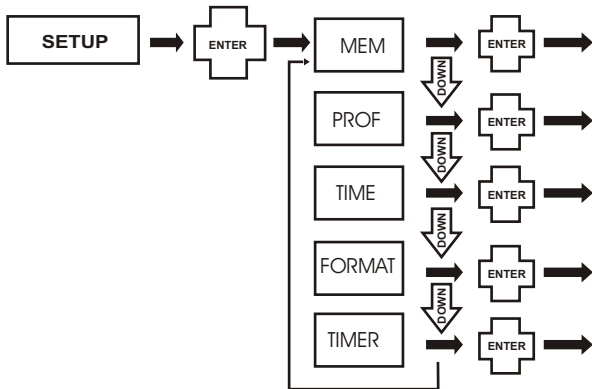 SETUP
ENTER
MEM
ENTER
DOWN
PROF
ENTER
DOWN
TIME
ENTER
DOWN
FORMAT
ENTER
DOWN
TIMER
ENTER